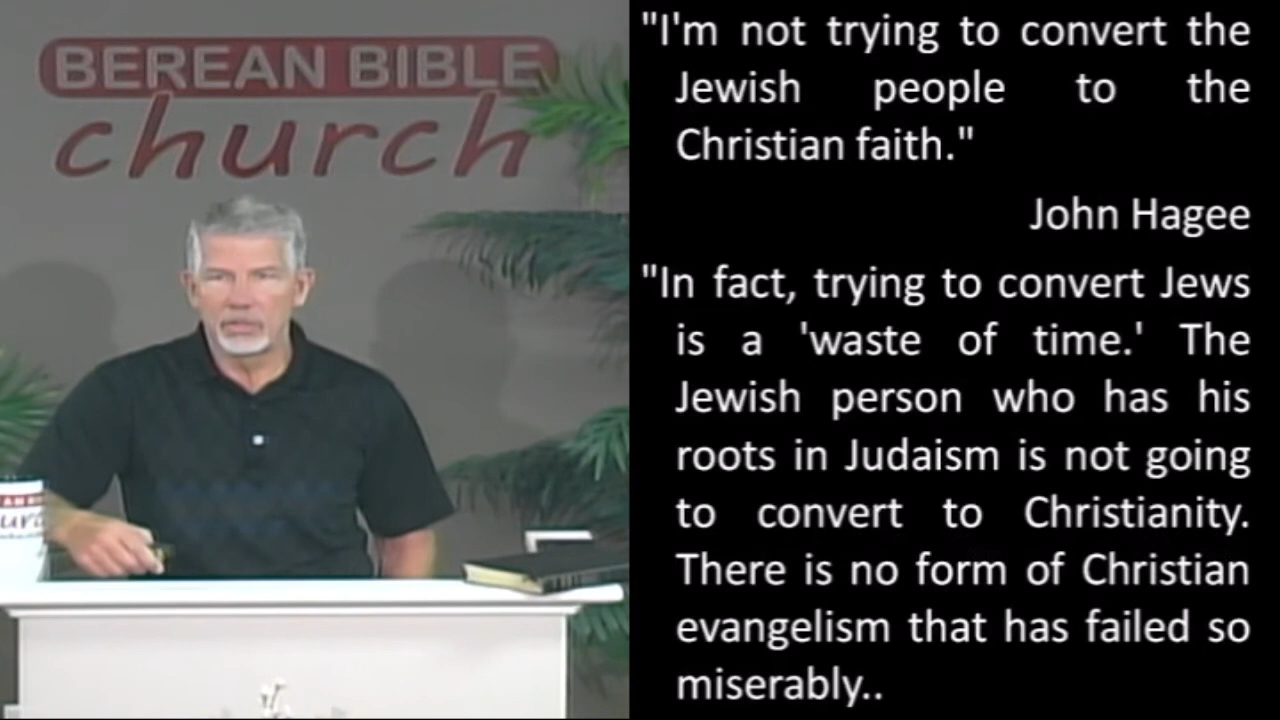 BEREAN BIBLE
church
"I'm not trying to convert the
Jewish people to the
Christian faith."
John Hagee
"In fact, trying to convert Jews
is a 'waste of time.' The
Jewish person who has his
roots in Judaism is not going
to convert to Christianity.
There is no form of Christian
evangelism that has failed so
miserably..